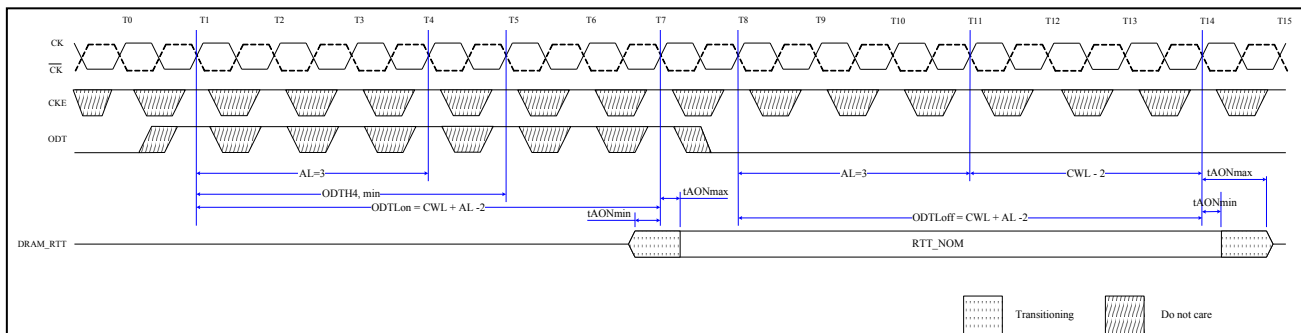 T0 T1 T2 T3 T4 T5 T6 T7 T8 T9 T10 T11 T12 T13 T14 T15
CK
CK
CKE
ODT
AL=3
AL=3
CWL - 2
tAONmax
ODTH4, min
tAONmax
ODTLon = CWL + AL -2
tAONmin
tAONmin
ODTLoff = CWL + AL -2
DRAM_RTT
RTT_NOM
Transitioning
Do not care